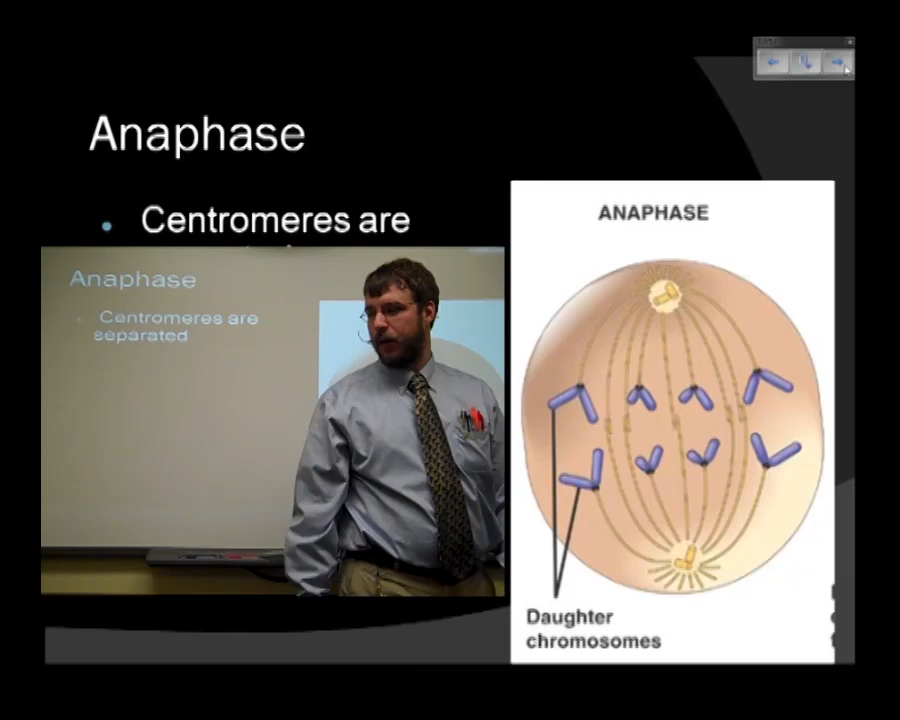 Anaphase
Centromeres are
Anaphase
Centromeres are
separated
ANAPHASE
Daughter
chromosomes